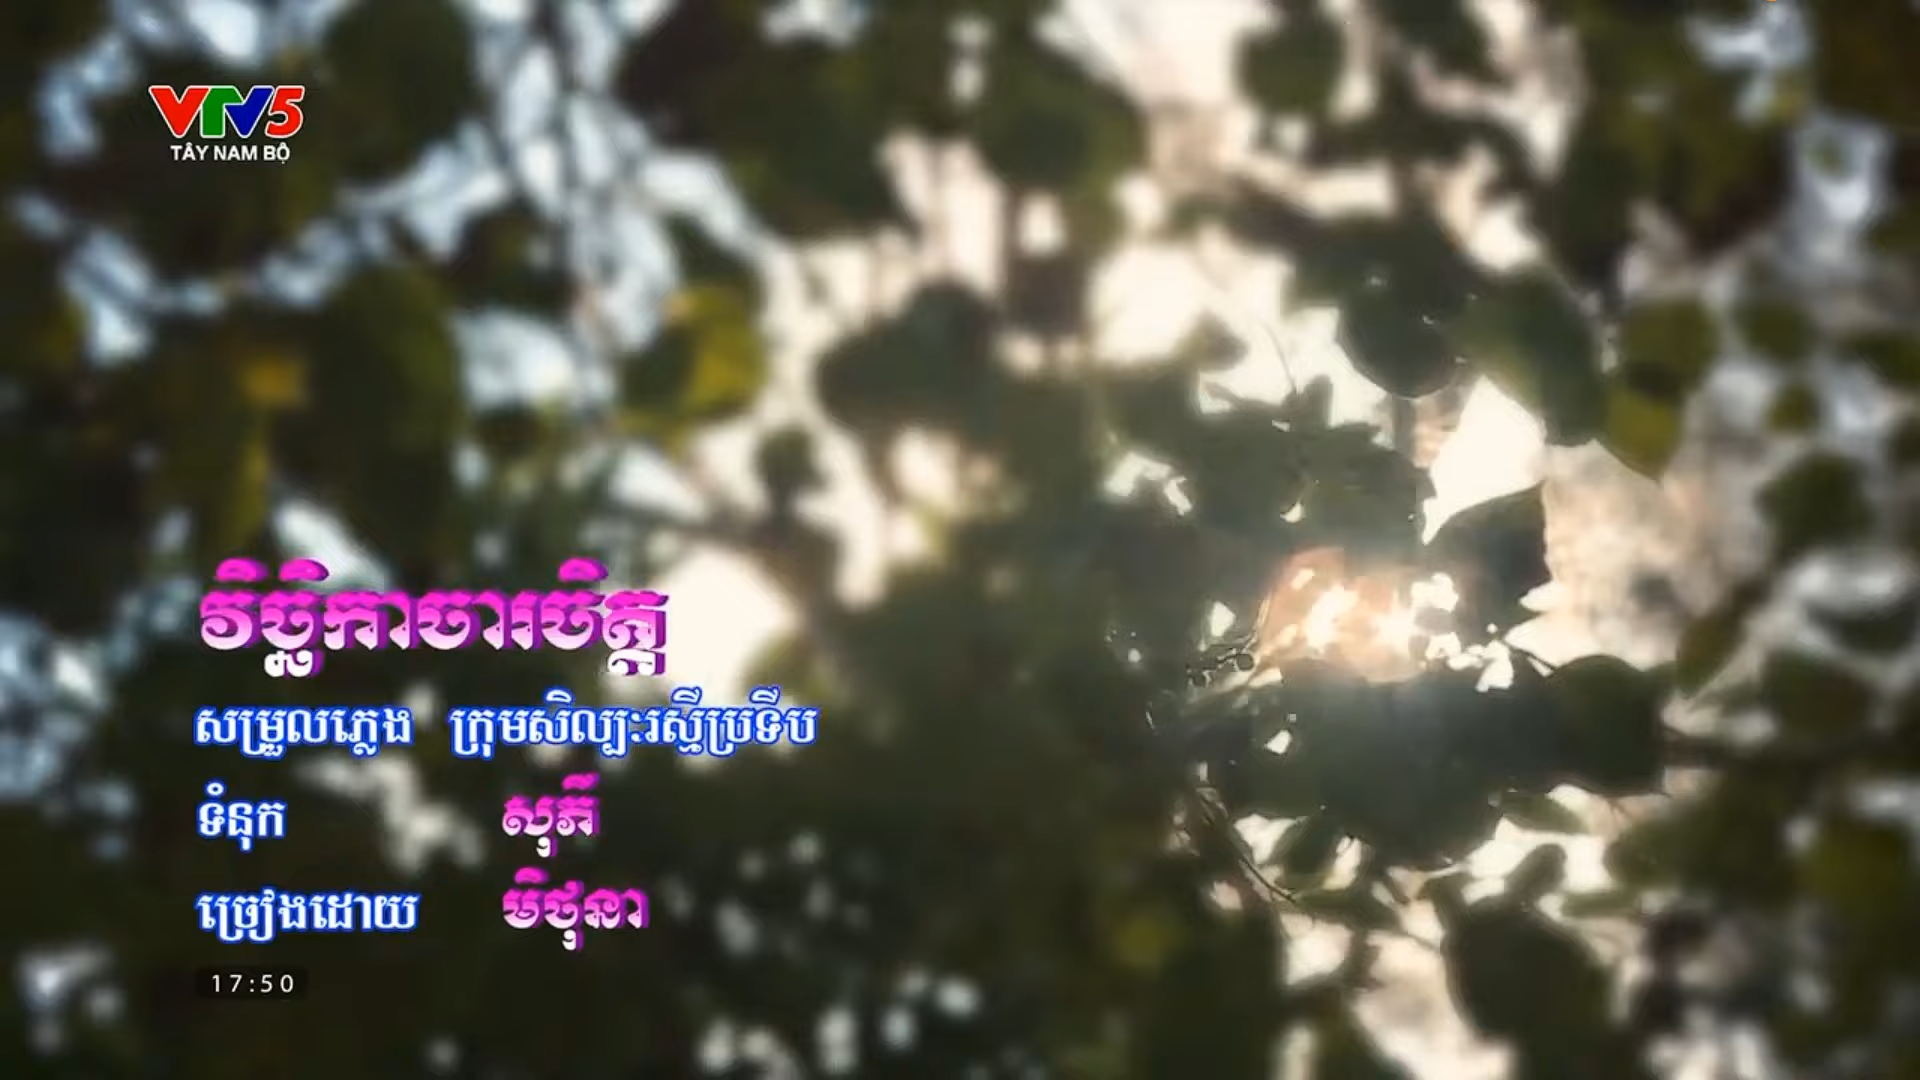 VTV5
TÂY NAM BỘ
វិច្ឆិកាចារចិត្ត
សម្រួលភ្លេង ក្រុមសិល្បៈរស្មីប្រទីប
ទំនុក សុភី
ច្រៀងដោយ មិថុនា
17:50